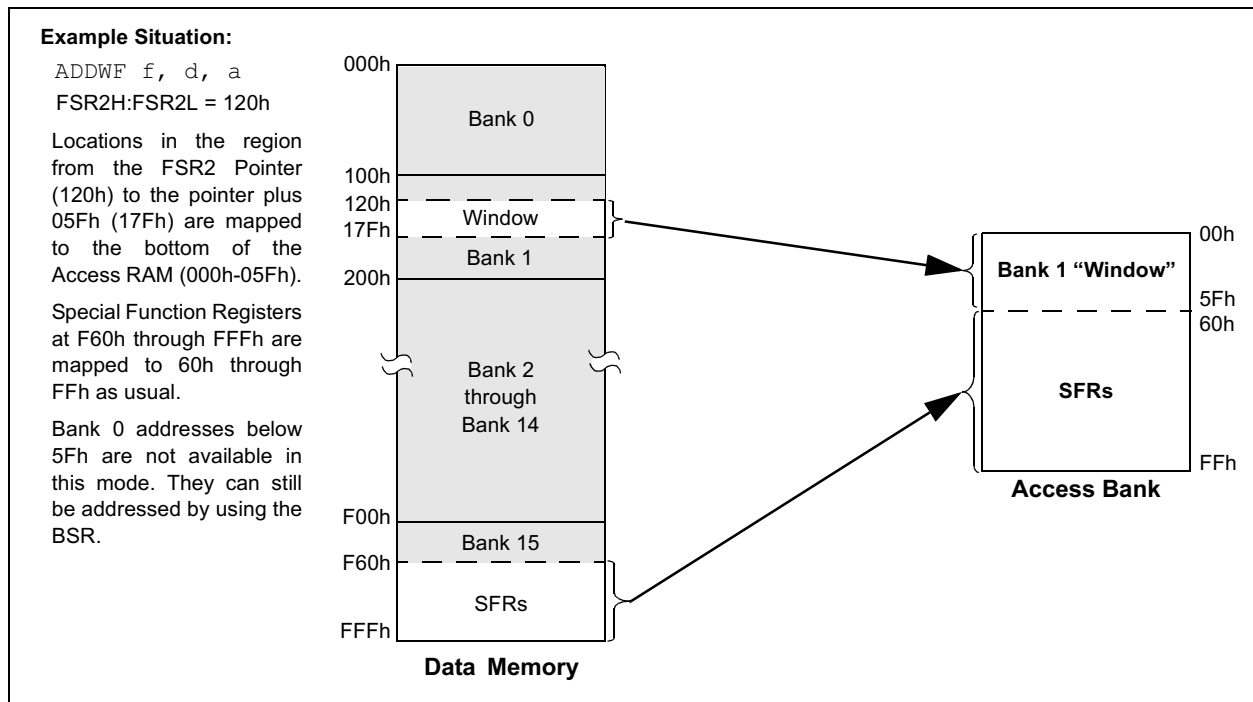 Example Situation:
ADDWF f, d, a
FSR2H:FSR2L = 120h
Locations in the region
from the FSR2 Pointer
(120h) to the pointer plus
05Fh (17Fh) are mapped
to the bottom of the
Access RAM (000h-05Fh).
Special Function Registers
at F60h through FFFh are
mapped to 60h through
FFh as usual.
Bank 0 addresses below
5Fh are not available in
this mode. They can still
be addressed by using the
BSR.
000h
Bank 0
100h
120h
Window
17Fh
Bank 1
200h
Bank 2
through
Bank 14
F00h
Bank 15
F60h
SFRs
FFFh
Data Memory
00h
Bank 1 “Window”
5Fh
60h
SFRs
FFh
Access Bank